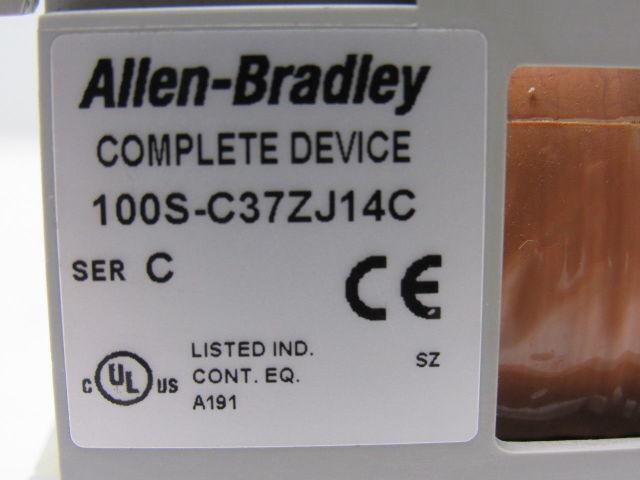 Allen-Bradley
COMPLETE DEVICE
100S-C37ZJ14C
SER C
CE
LISTED IND.
CONT. EQ.
A191
SZ
C UL US